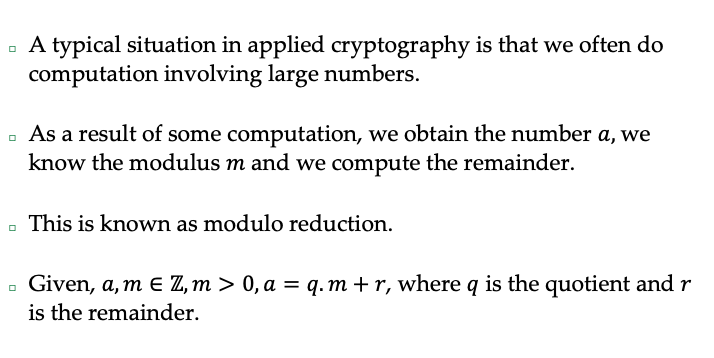 A typical situation in applied cryptography is that we often do
computation involving large numbers.
As a result of some computation, we obtain the number a, we
know the modulus m and we compute the remainder.
This is known as modulo reduction.
Given, a, m ∈ ℤ, m > 0, a = q. m + r, where q is the quotient and r
is the remainder.